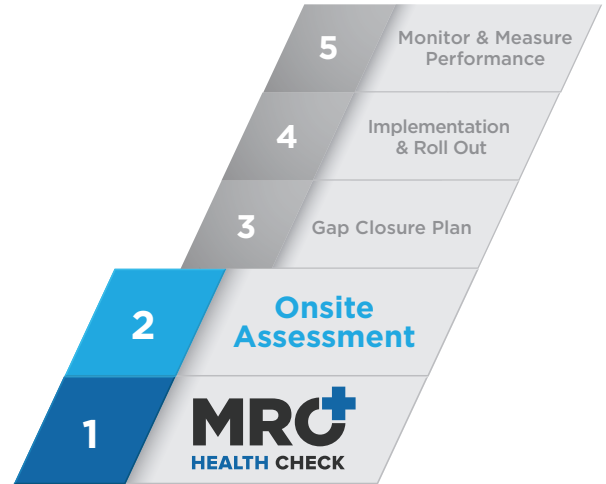 5
Monitor & Measure
Performance
4
Implementation
& Roll Out
3
Gap Closure Plan
2
Onsite
Assessment
1
MRO
HEALTH CHECK